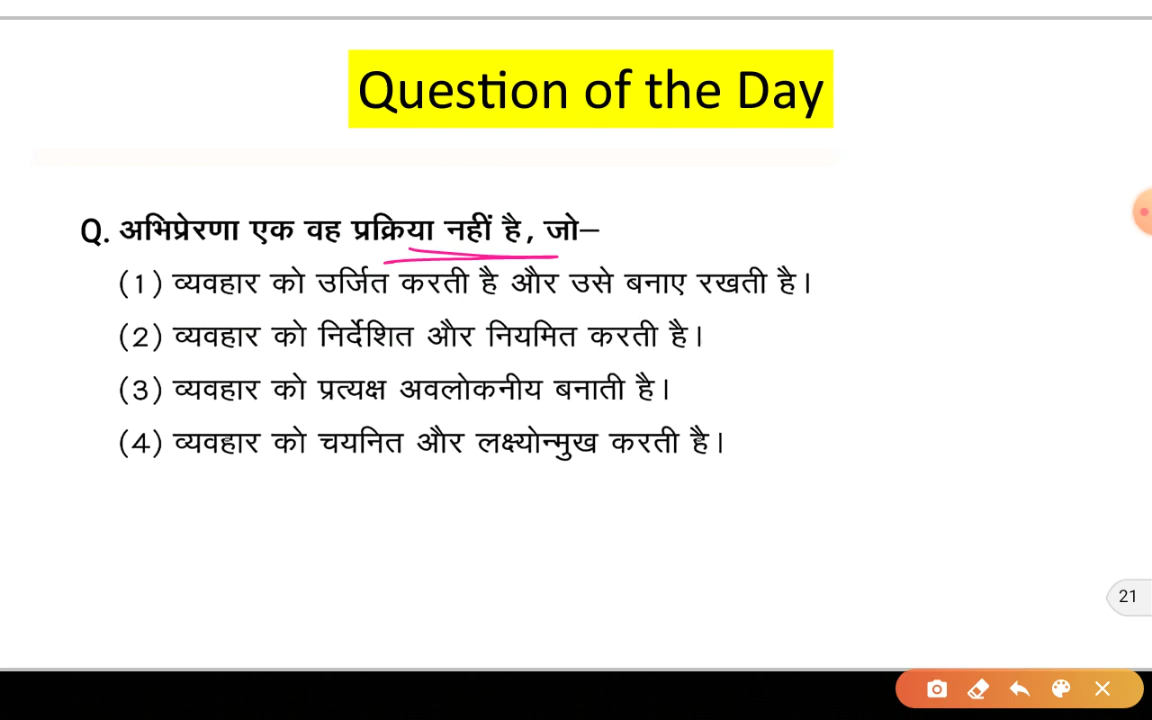 Question of the Day
Q. अभिप्रेरणा एक वह प्रक्रिया नहीं है, जो–
(1) व्यवहार को उर्जित करती है और उसे बनाए रखती है।
(2) व्यवहार को निर्देशित और नियमित करती है।
(3) व्यवहार को प्रत्यक्ष अवलोकनीय बनाती है।
(4) व्यवहार को चयनित और लक्ष्योन्मुख करती है।
21